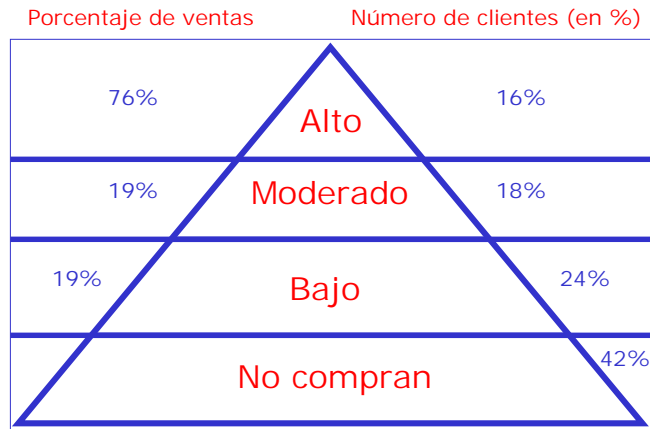 Porcentaje de ventas Número de clientes (en %)
76% Alto 16%
19% Moderado 18%
19% Bajo 24%
No compran 42%